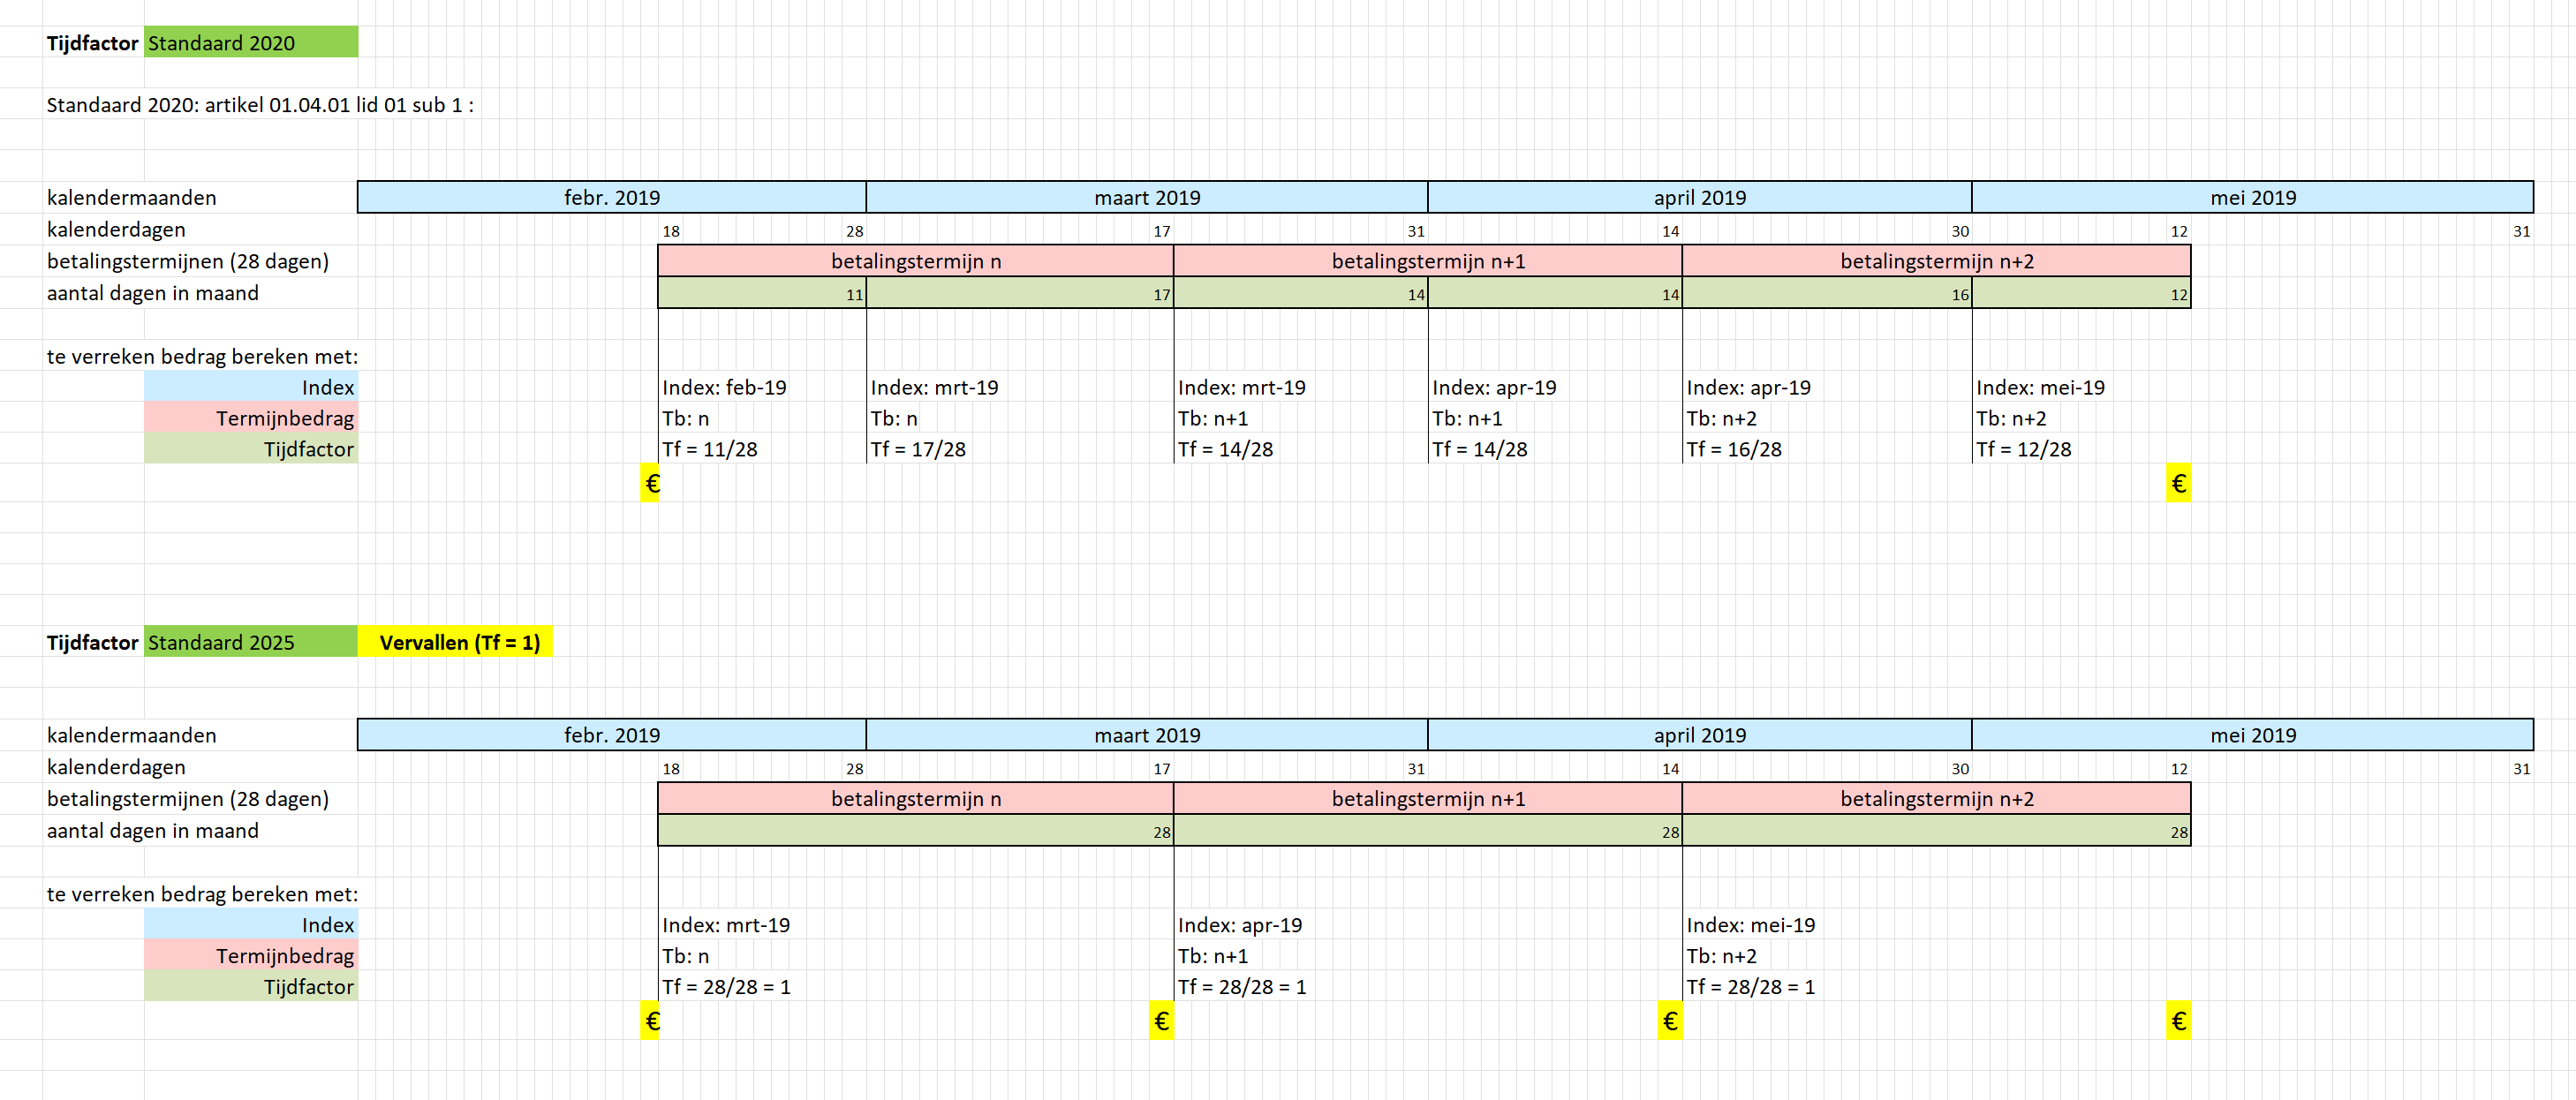 Tijdfactor Standaard 2020
Standaard 2020: artikel 01.04.01 lid 01 sub 1 :
kalendermaanden febr. 2019 maart 2019 april 2019 mei 2019
kalenderdagen 18 28 17 31 14 30 12 31
betalingstermijnen (28 dagen) betalingstermijn n betalingstermijn n+1 betalingstermijn n+2
aantal dagen in maand 11 17 14 14 16 12
te verreken bedrag bereken met:
Index Index: feb-19 Index: mrt-19 Index: mrt-19 Index: apr-19 Index: apr-19 Index: mei-19
Termijnbedrag Tb: n Tb: n Tb: n+1 Tb: n+1 Tb: n+2 Tb: n+2
Tijdfactor Tf = 11/28 Tf = 17/28 Tf = 14/28 Tf = 14/28 Tf = 16/28 Tf = 12/28
€ €
Tijdfactor Standaard 2025 Vervallen (Tf = 1)
kalendermaanden febr. 2019 maart 2019 april 2019 mei 2019
kalenderdagen 18 28 17 31 14 30 12 31
betalingstermijnen (28 dagen) betalingstermijn n betalingstermijn n+1 betalingstermijn n+2
aantal dagen in maand 28 28 28
te verreken bedrag bereken met:
Index Index: mrt-19 Index: apr-19 Index: mei-19
Termijnbedrag Tb: n Tb: n+1 Tb: n+2
Tijdfactor Tf = 28/28 = 1 Tf = 28/28 = 1 Tf = 28/28 = 1
€ € € €